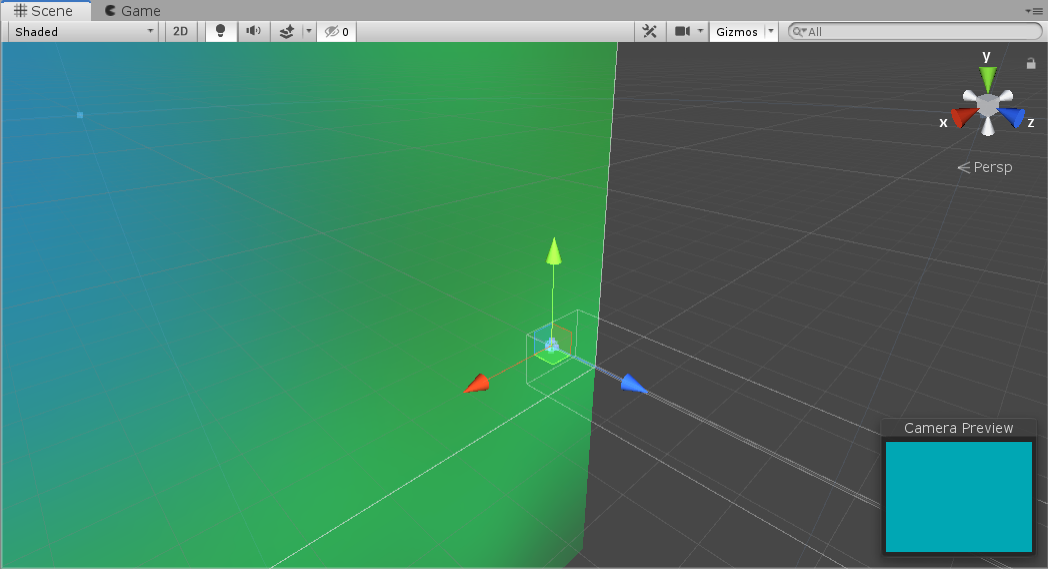 Scene Game
Shaded 2D 0 Gizmos All
y
x z
Persp
Camera Preview